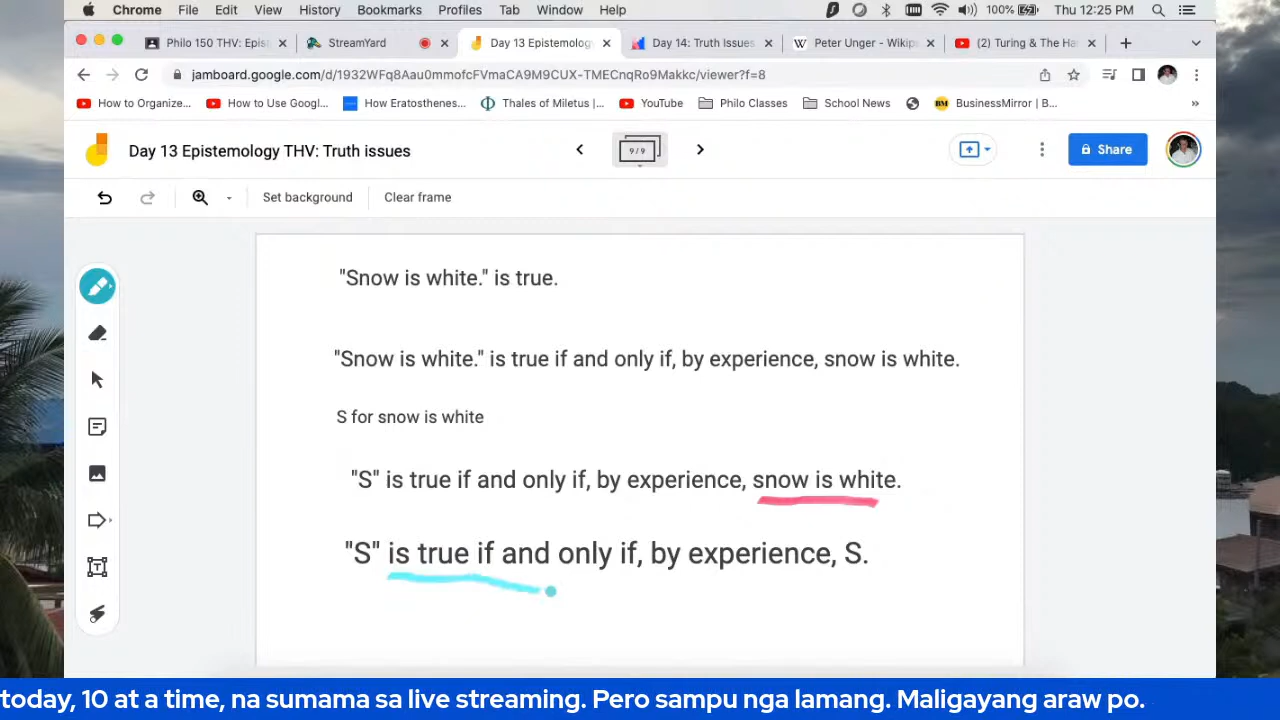 Chrome File Edit View History Bookmarks Profiles Tab Window Help 100% Thu 12:25 PM
Philo 150 THV: Epis StreamYard Day 13 Epistemology Day 14: Truth Issues Peter Unger - Wikip (2) Turing & The Ha
jamboard.google.com/d/1932WFq8Aau0mmofcFVmaCA9M9CUX-TMECnqRo9Makkc/viewer?f=8
How to Organize... How to Use Googl... How Eratosthenes... Thales of Miletus |... YouTube Philo Classes School News BM BusinessMirror | B... »
Day 13 Epistemology THV: Truth issues 9/9 Share
Set background Clear frame
"Snow is white." is true.
"Snow is white." is true if and only if, by experience, snow is white.
S for snow is white
"S" is true if and only if, by experience, snow is white.
"S" is true if and only if, by experience, S.
today, 10 at a time, na sumama sa live streaming. Pero sampu nga lamang. Maligayang araw po.